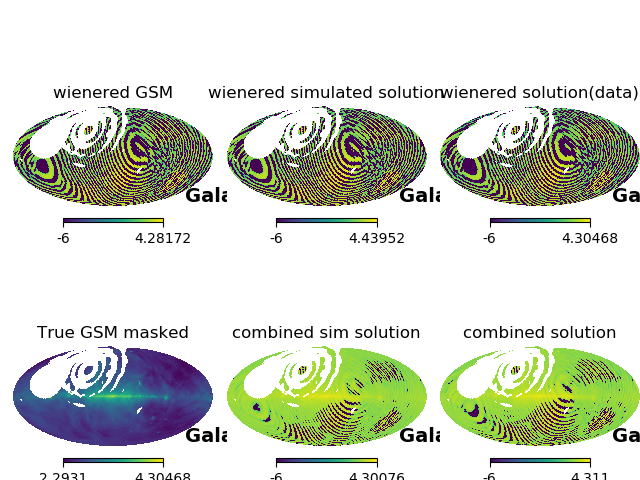 wienered GSM wienered simulated solution wienered solution(data)
Gala Gala Ga
-6 4.28172 -6 4.43952 -6 4.30468
True GSM masked combined sim solution combined solution
Gala Gala Ga
2.2931 4.30468 -6 4.30076 -6 4.311